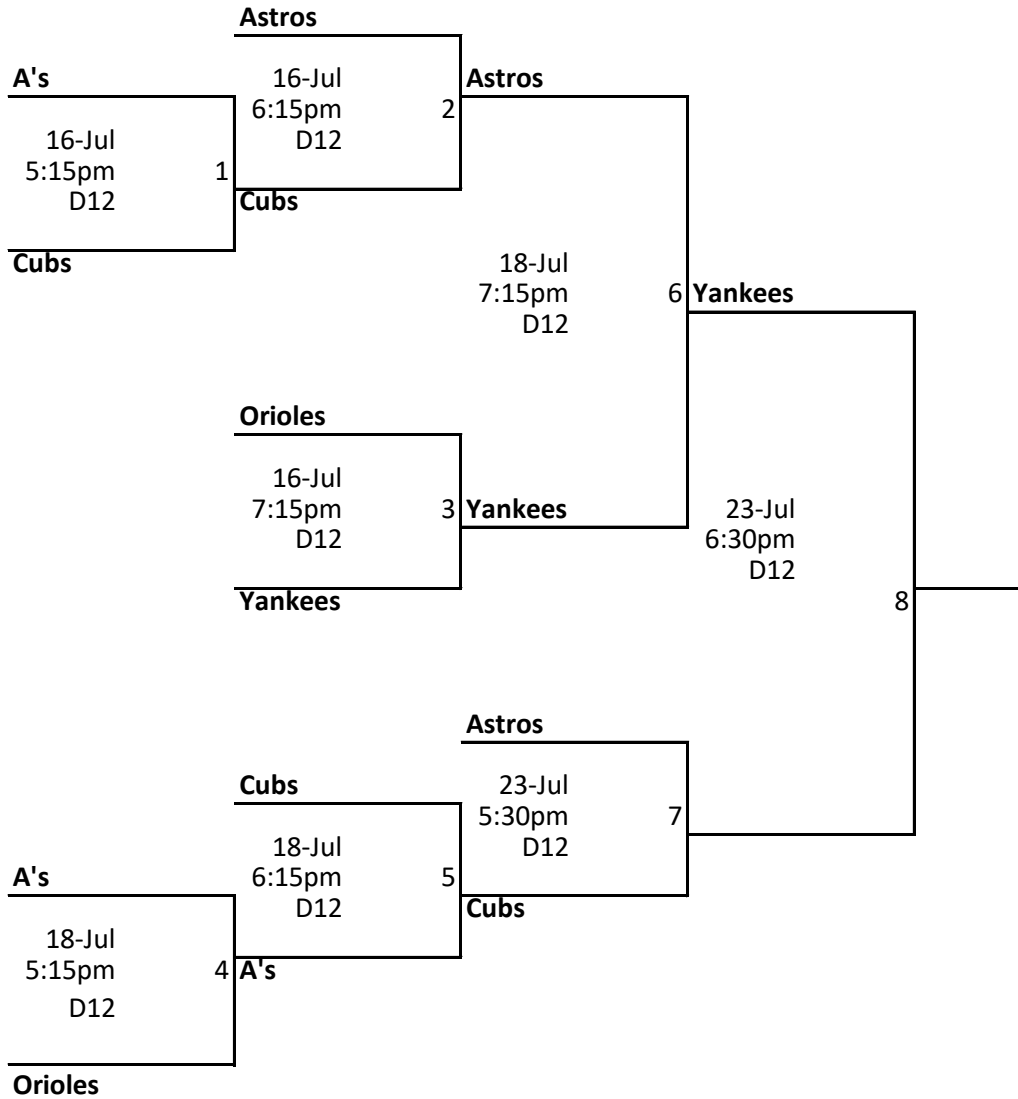 Astros
A's
16-Jul
6:15pm
D12
2
Astros
16-Jul
5:15pm
D12
1
Cubs
Cubs
18-Jul
7:15pm
D12
6
Yankees
Orioles
16-Jul
7:15pm
D12
3
Yankees
Yankees
23-Jul
6:30pm
D12
8
Astros
Cubs
23-Jul
5:30pm
D12
7
18-Jul
6:15pm
D12
5
Cubs
A's
18-Jul
5:15pm
D12
4
A's
Orioles